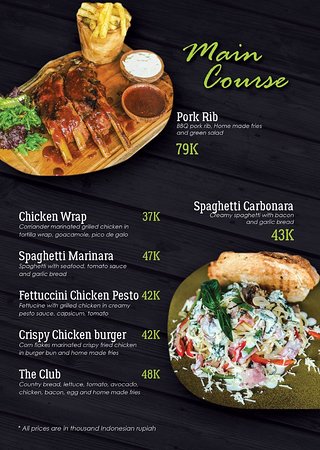 Main
Course
Pork Rib
BBQ pork rib, Home made fries
and green salad
79K
Chicken Wrap 37K
Corriander marinated grilled chicken in
tortilla wrap, goacamole, pico de galo
Spaghetti Marinara 47K
Spaghetti with seafood, tomato sauce
and garlic bread
Fettuccini Chicken Pesto 42K
Fettucine with grilled chicken in creamy
pesto sauce, capsicum, tomato
Crispy Chicken burger 42K
Corn flakes marinated crispy fried chicken
in burger bun and home made fries
The Club 48K
Country bread, lettuce, tomato, avocado,
chicken, bacon, egg and home made fries
Spaghetti Carbonara
Creamy spaghetti with bacon
and garlic bread
43K
* All prices are in thousand Indonesian rupiah